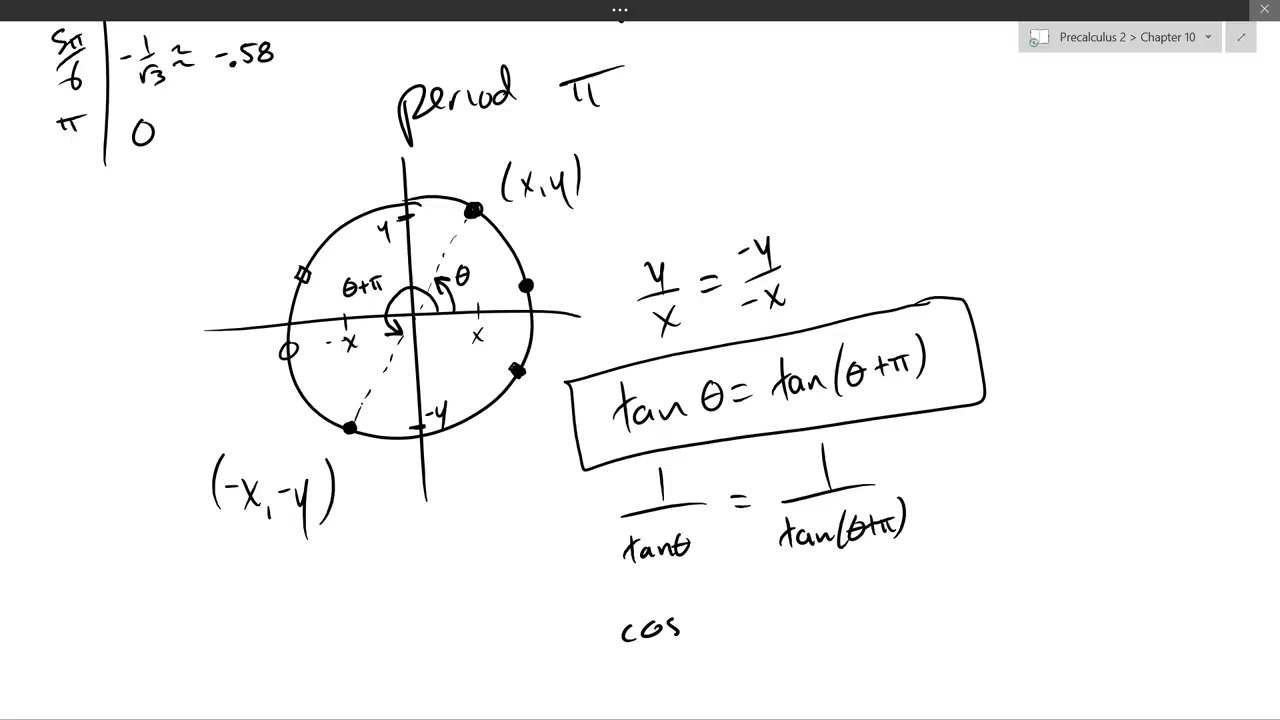 ...
Precalculus 2 > Chapter 10
5π/6 | -1/√3 ≈ -.58
π | 0
period π
(x,y)
y
θ+π
θ
-x
x
-y
(-x,-y)
y/x = -y/-x
tan θ = tan(θ+π)
1/tanθ = 1/tan(θ+π)
cos